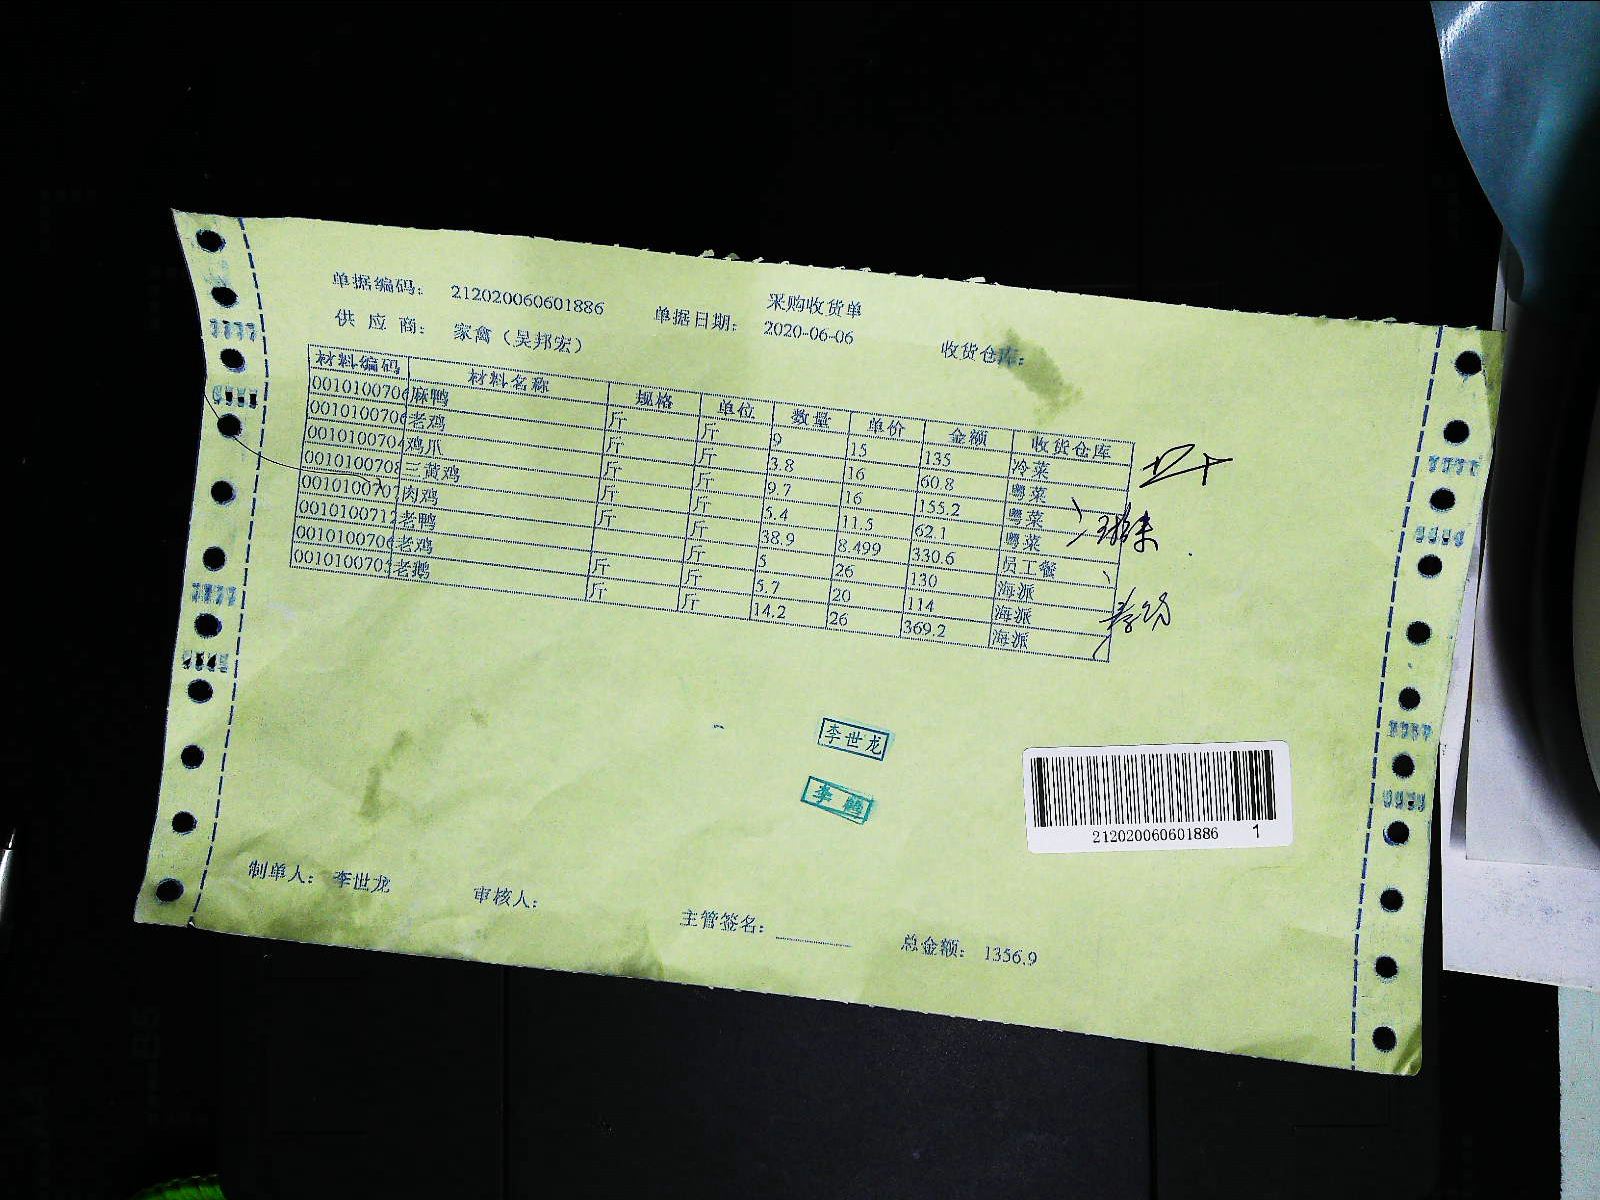 采购收货单
单据编码： 212020060601886 单据日期： 2020-06-06 收货仓库：
供 应 商： 家禽（吴邦宏）
材料编码 材料名称 规格 单位 数量 单价 金额 收货仓库
0010100706 麻鸭 斤 斤 9 15 135 冷菜
0010100706 老鸡 斤 斤 3.8 16 60.8 粤菜
0010100704 鸡爪 斤 斤 9.7 16 155.2 粤菜
0010100708 三黄鸡 斤 斤 5.4 11.5 62.1 粤菜
0010100707 肉鸡 斤 斤 38.9 8.499 330.6 员工餐
0010100712 老鸭 斤 5 26 130 海派
0010100706 老鸡 斤 斤 5.7 20 114 海派
0010100705 老鹅 斤 斤 14.2 26 369.2 海派
李世龙
李鹤
212020060601886 1
制单人： 李世龙 审核人： 主管签名： 总金额： 1356.9